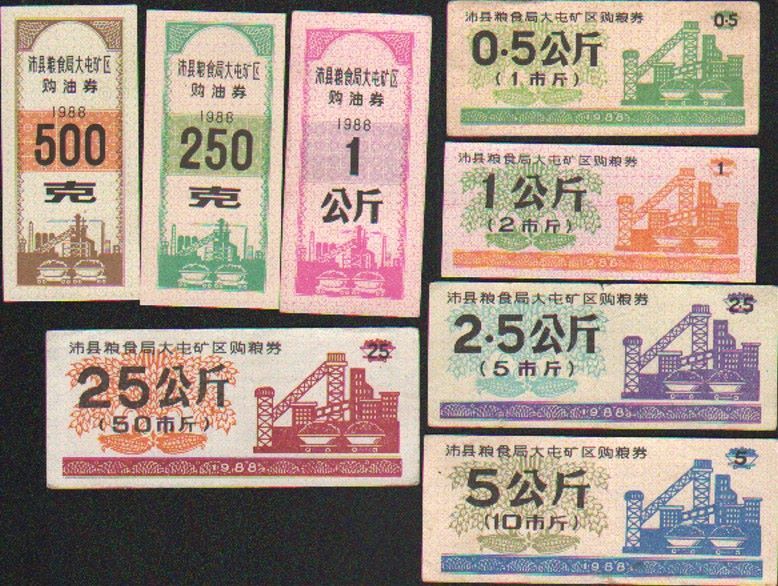 沛县粮食局大屯矿区
购油券
1988
500
克
沛县粮食局大屯矿区
购油券
1988
250
克
沛县粮食局大屯矿区
购油券
1988
1
公斤
沛县粮食局大屯矿区购粮券
0.5
0·5公斤
(1市斤)
1988
沛县粮食局大屯矿区购粮券
1
1公斤
(2市斤)
1988
沛县粮食局大屯矿区购粮券
2.5
2·5公斤
(5市斤)
1988
沛县粮食局大屯矿区购粮券
5
5公斤
(10市斤)
1988
沛县粮食局大屯矿区购粮券
25
25公斤
(50市斤)
1988